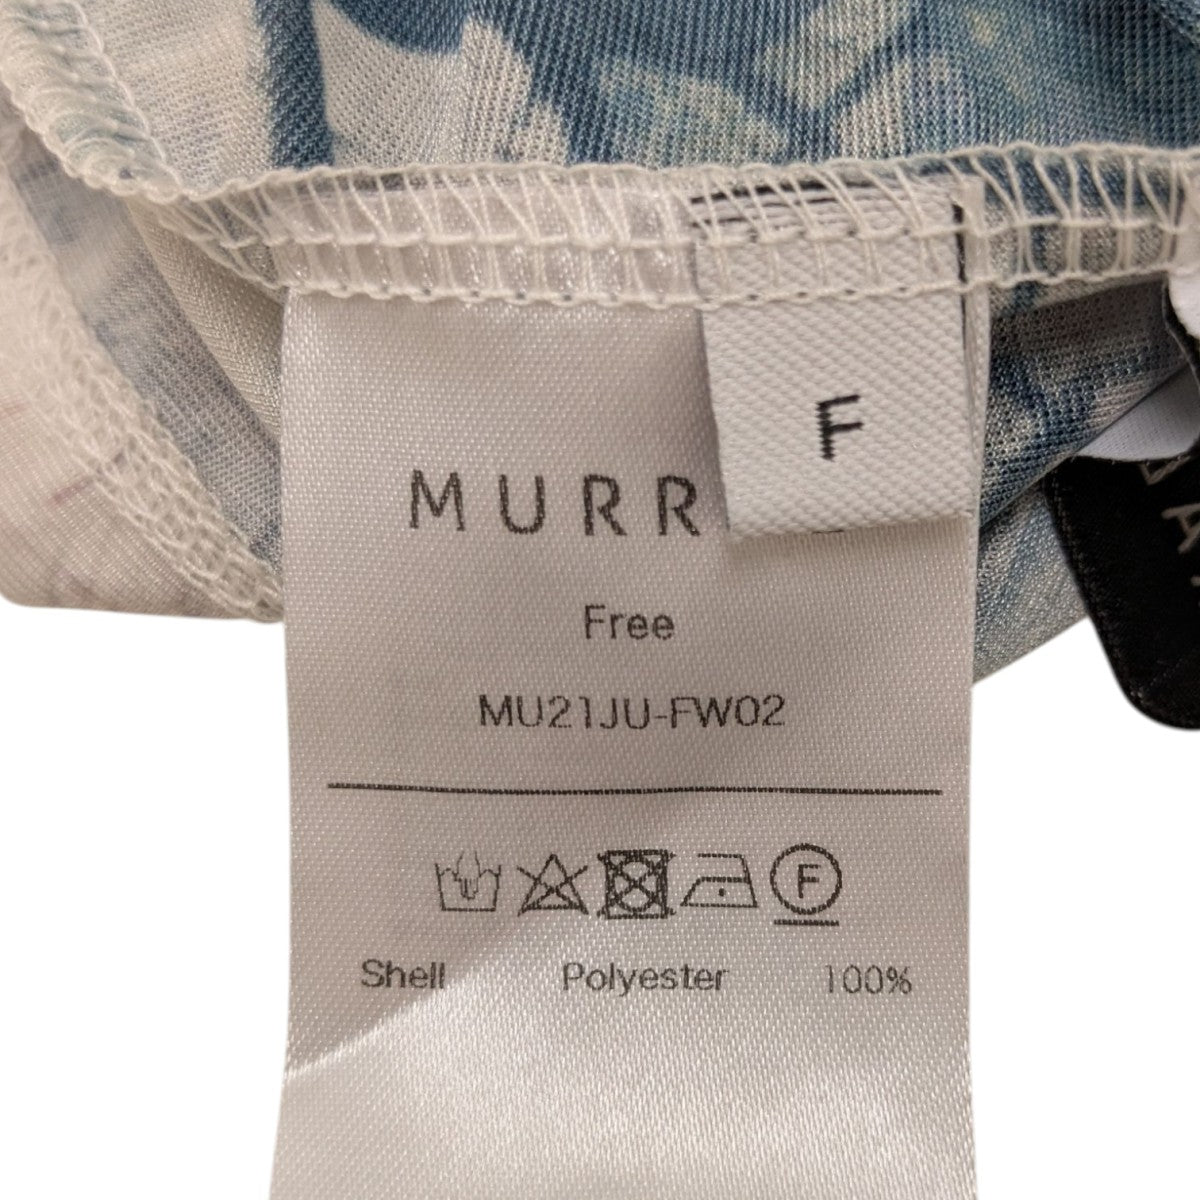 F
MURR
Free
MU21JU-FW02
F
Shell Polyester 100%